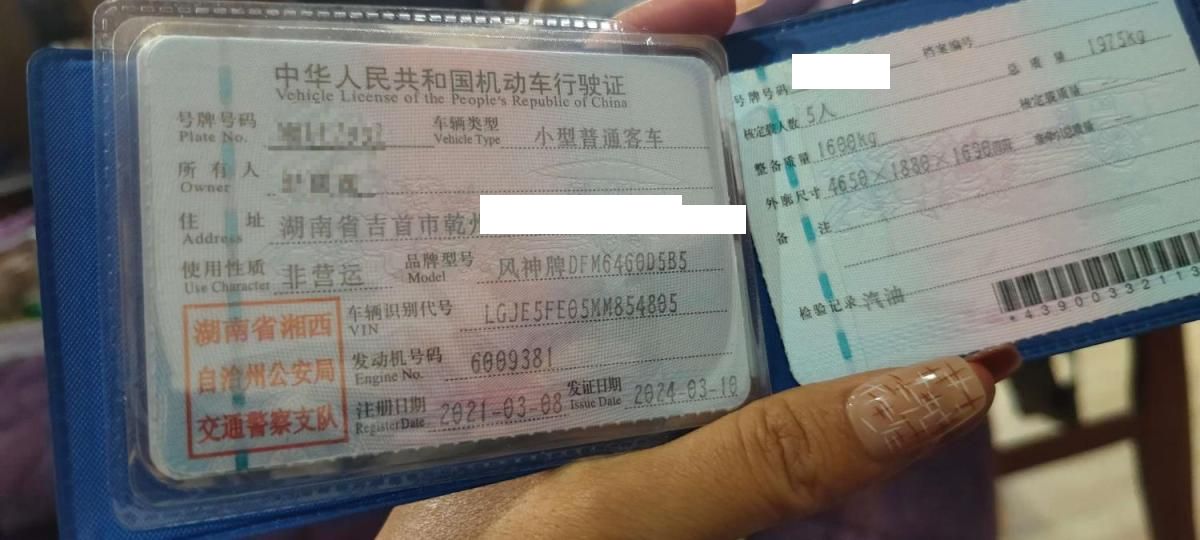 中华人民共和国机动车行驶证
Vehicle License of the People's Republic of China
号牌号码
Plate No.
车辆类型
Vehicle Type
小型普通客车
所有人
Owner
住址
Address
湖南省吉首市乾州
使用性质
Use Character
非营运
品牌型号
Model
风神牌DFM6460D5B5
湖南省湘西
自治州公安局
交通警察支队
车辆识别代号
VIN
LGJE5FE05MM854805
发动机号码
Engine No.
6009381
注册日期
Register Date
2021-03-08
发证日期
Issue Date
2024-03-10
号牌号码
档案编号
核定载人数 5人
总质量 1975kg
整备质量 1600kg
核定载质量 —
外廓尺寸 4650×1880×1690mm
备注
检验记录 汽油